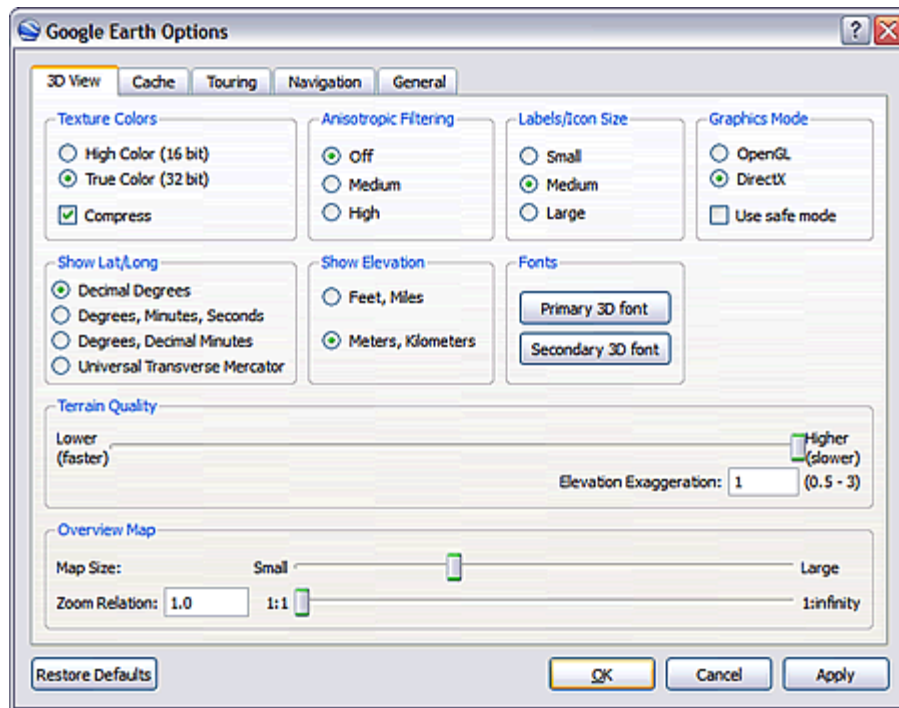 Google Earth Options
3D View Cache Touring Navigation General
Texture Colors
High Color (16 bit)
True Color (32 bit)
Compress
Anisotropic Filtering
Off
Medium
High
Labels/Icon Size
Small
Medium
Large
Graphics Mode
OpenGL
DirectX
Use safe mode
Show Lat/Long
Decimal Degrees
Degrees, Minutes, Seconds
Degrees, Decimal Minutes
Universal Transverse Mercator
Show Elevation
Feet, Miles
Meters, Kilometers
Fonts
Primary 3D font
Secondary 3D font
Terrain Quality
Lower
(faster)
Higher
(slower)
Elevation Exaggeration: 1 (0.5 - 3)
Overview Map
Map Size: Small Large
Zoom Relation: 1.0 1:1 1:infinity
Restore Defaults OK Cancel Apply